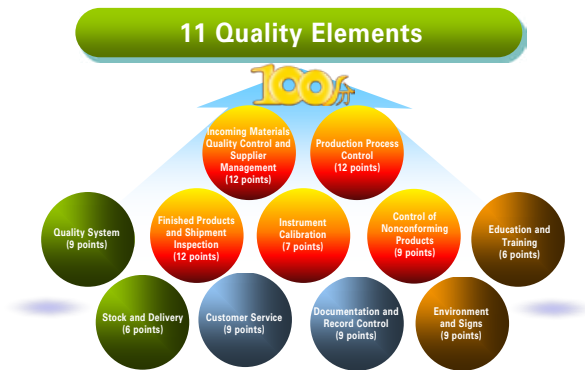 11 Quality Elements
100分
Incoming Materials
Quality Control and
Supplier
Management
(12 points)
Production Process
Control
(12 points)
Quality System
(9 points)
Finished Products
and Shipment
Inspection
(12 points)
Instrument
Calibration
(7 points)
Control of
Nonconforming
Products
(9 points)
Education and
Training
(6 points)
Stock and Delivery
(6 points)
Customer Service
(9 points)
Documentation and
Record Control
(9 points)
Environment
and Signs
(9 points)